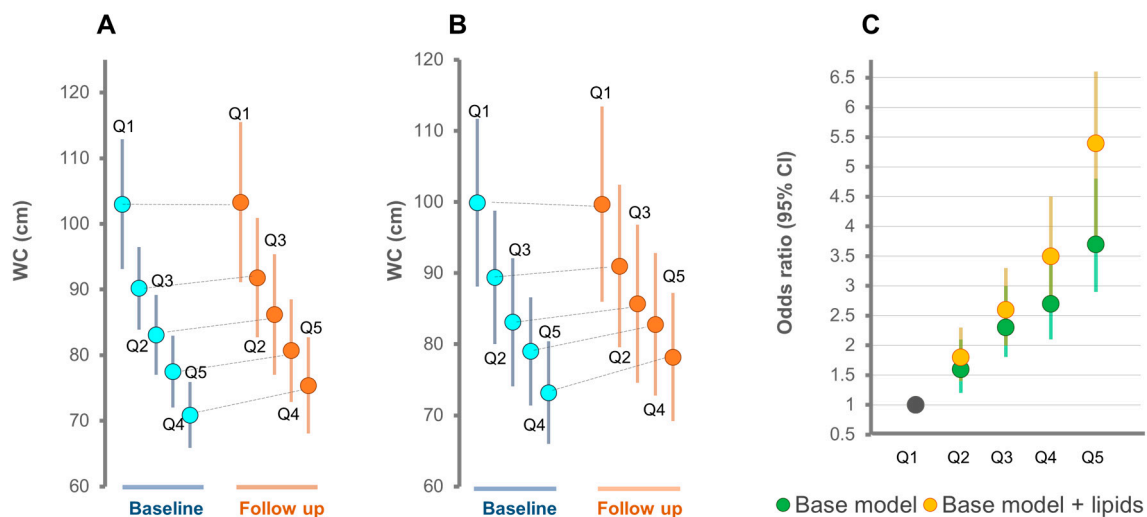 A
WC (cm)
120
110
100
90
80
70
60
Q1
Q3
Q2
Q5
Q4
Q1
Q3
Q2
Q5
Q4
Baseline
Follow up
B
WC (cm)
120
110
100
90
80
70
60
Q1
Q3
Q2
Q5
Q4
Q1
Q3
Q5
Q2
Q4
Baseline
Follow up
C
Odds ratio (95% CI)
6.5
6
5.5
5
4.5
4
3.5
3
2.5
2
1.5
1
0.5
Q1 Q2 Q3 Q4 Q5
Base model Base model + lipids